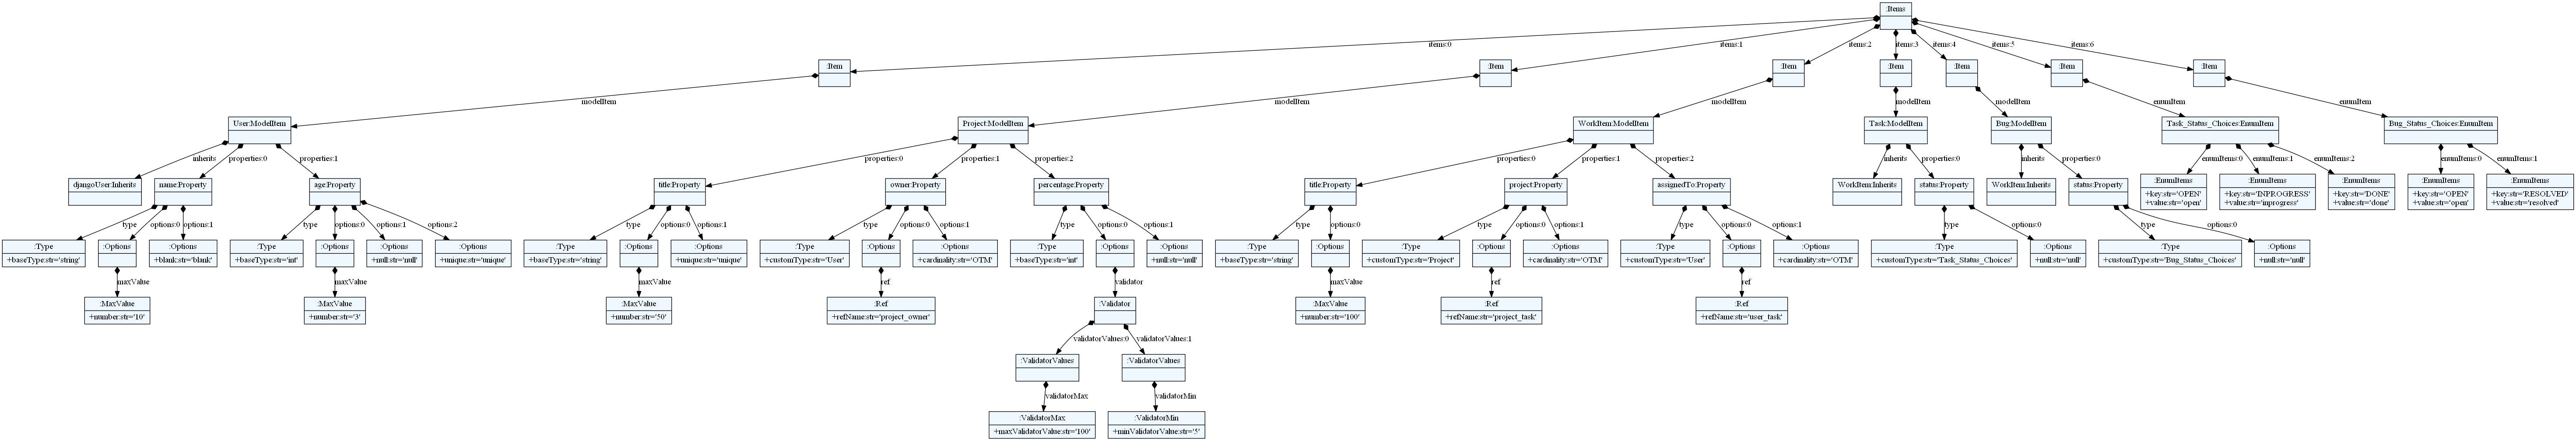 :Items
items:0
items:1
items:2
items:3
items:4
items:5
items:6
:Item
:Item
:Item
:Item
:Item
:Item
:Item
modelItem
modelItem
modelItem
modelItem
modelItem
enumItem
enumItem
User:ModelItem
Project:ModelItem
WorkItem:ModelItem
Task:ModelItem
Bug:ModelItem
Task_Status_Choices:EnumItem
Bug_Status_Choices:EnumItem
inherits
properties:0
properties:1
properties:0
properties:1
properties:2
properties:0
properties:1
properties:2
inherits
properties:0
inherits
properties:0
enumItems:0
enumItems:1
enumItems:2
enumItems:0
enumItems:1
djangoUser:Inherits
name:Property
age:Property
title:Property
owner:Property
percentage:Property
title:Property
project:Property
assignedTo:Property
WorkItem:Inherits
status:Property
WorkItem:Inherits
status:Property
:EnumItems
+key:str='OPEN'
+value:str='open'
:EnumItems
+key:str='INPROGRESS'
+value:str='inprogress'
:EnumItems
+key:str='DONE'
+value:str='done'
:EnumItems
+key:str='OPEN'
+value:str='open'
:EnumItems
+key:str='RESOLVED'
+value:str='resolved'
type
options:0
options:1
type
options:0
options:1
options:2
type
options:0
options:1
type
options:0
options:1
type
options:0
options:1
type
options:0
type
options:0
options:1
type
options:0
options:1
type
options:0
type
options:0
:Type
+baseType:str='string'
:Options
:Options
+blank:str='blank'
:Type
+baseType:str='int'
:Options
:Options
+null:str='null'
:Options
+unique:str='unique'
:Type
+baseType:str='string'
:Options
:Options
+unique:str='unique'
:Type
+customType:str='User'
:Options
:Options
+cardinality:str='OTM'
:Type
+baseType:str='int'
:Options
:Options
+null:str='null'
:Type
+baseType:str='string'
:Options
:Type
+customType:str='Project'
:Options
:Options
+cardinality:str='OTM'
:Type
+customType:str='User'
:Options
:Options
+cardinality:str='OTM'
:Type
+customType:str='Task_Status_Choices'
:Options
+null:str='null'
:Type
+customType:str='Bug_Status_Choices'
:Options
+null:str='null'
maxValue
maxValue
maxValue
ref
validator
maxValue
ref
ref
:MaxValue
+number:str='10'
:MaxValue
+number:str='3'
:MaxValue
+number:str='50'
:Ref
+refName:str='project_owner'
:Validator
:MaxValue
+number:str='100'
:Ref
+refName:str='project_task'
:Ref
+refName:str='user_task'
validatorValues:0
validatorValues:1
:ValidatorValues
:ValidatorValues
validatorMax
validatorMin
:ValidatorMax
+maxValidatorValue:str='100'
:ValidatorMin
+minValidatorValue:str='5'